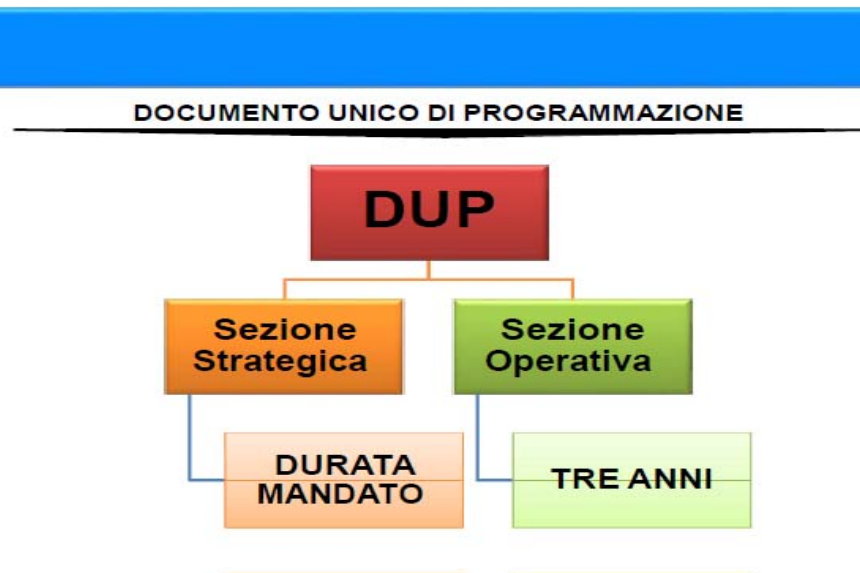 DOCUMENTO UNICO DI PROGRAMMAZIONE
DUP
Sezione
Strategica
Sezione
Operativa
DURATA
MANDATO
TRE ANNI